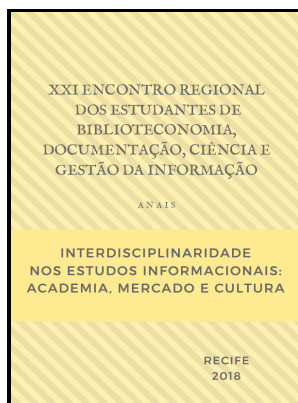 XXI ENCONTRO REGIONAL
DOS ESTUDANTES DE
BIBLIOTECONOMIA,
DOCUMENTAÇÃO, CIÊNCIA E
GESTÃO DA INFORMAÇÃO
ANAIS
INTERDISCIPLINARIDADE
NOS ESTUDOS INFORMACIONAIS:
ACADEMIA, MERCADO E CULTURA
RECIFE
2018